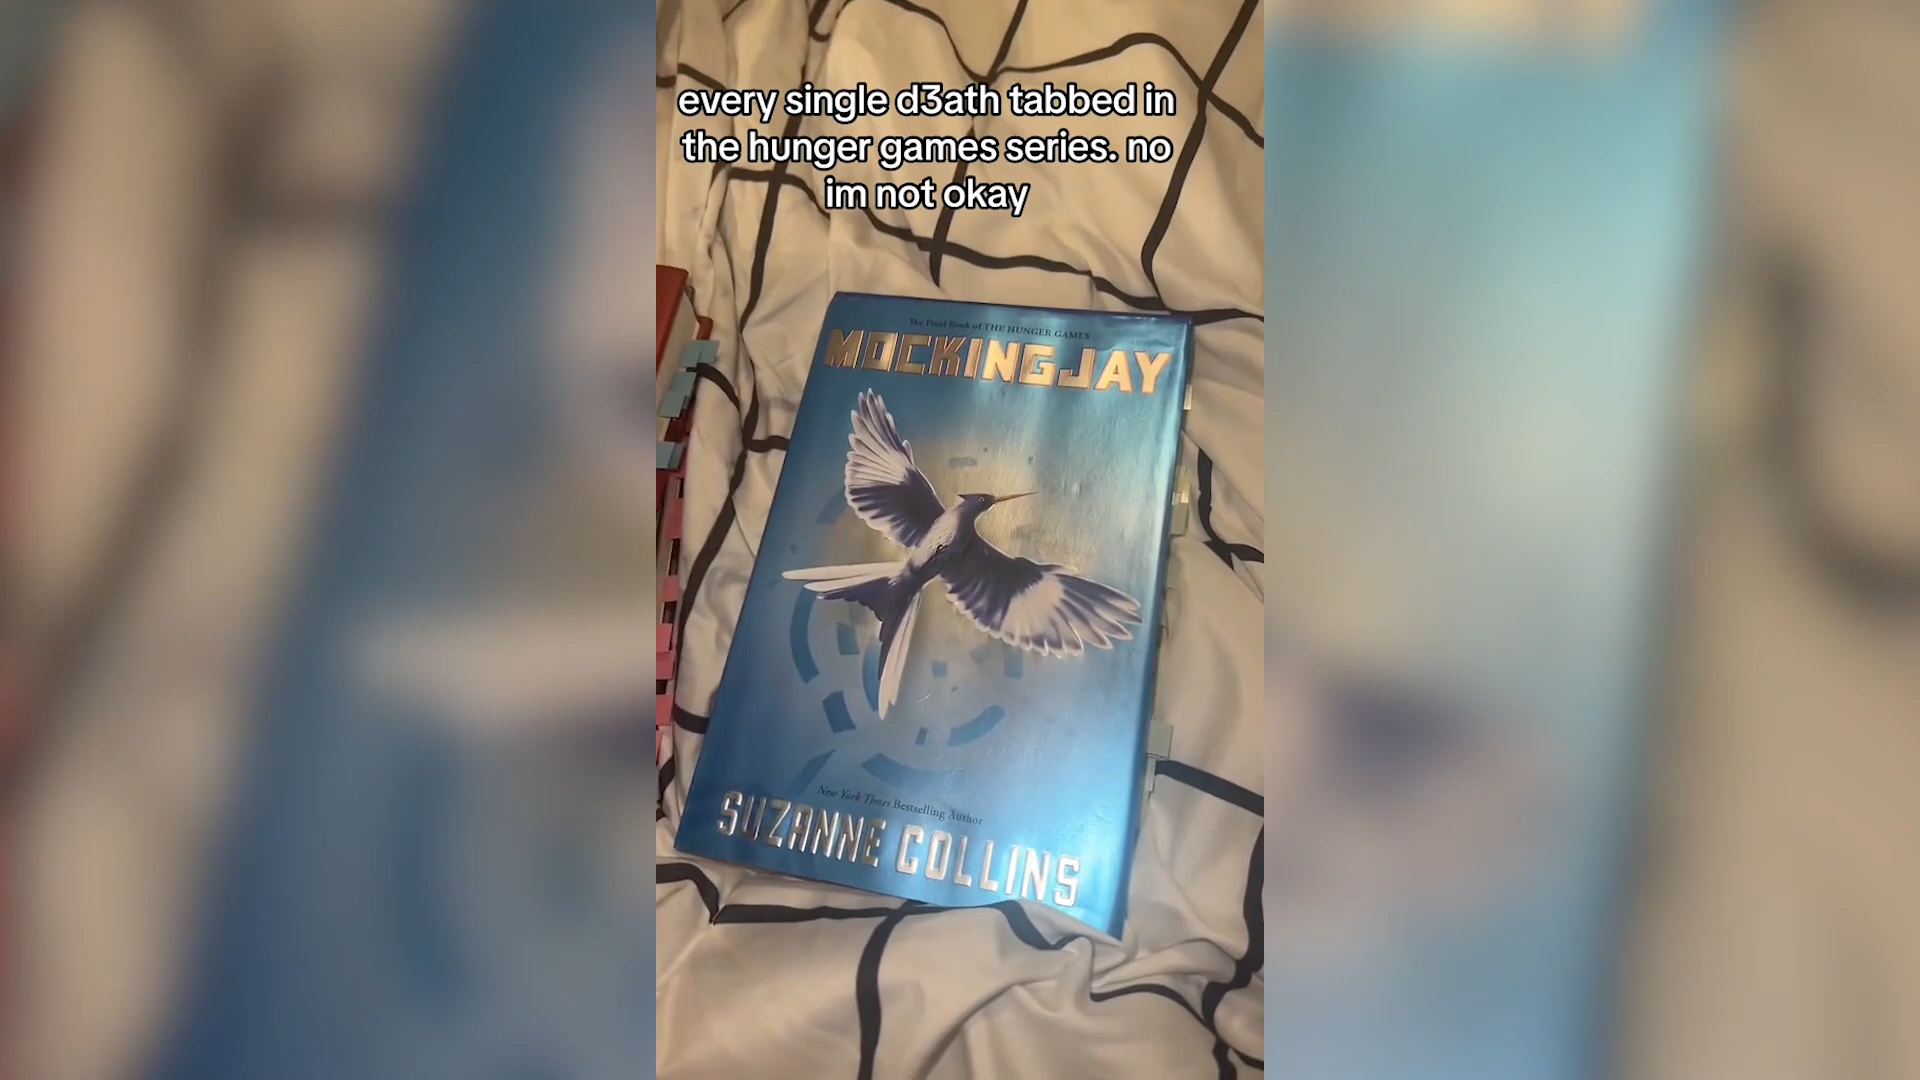 every single d3ath tabbed in
the hunger games series. no
im not okay
The Final Book of THE HUNGER GAMES
MOCKINGJAY
New York Times Bestselling Author
SUZANNE COLLINS